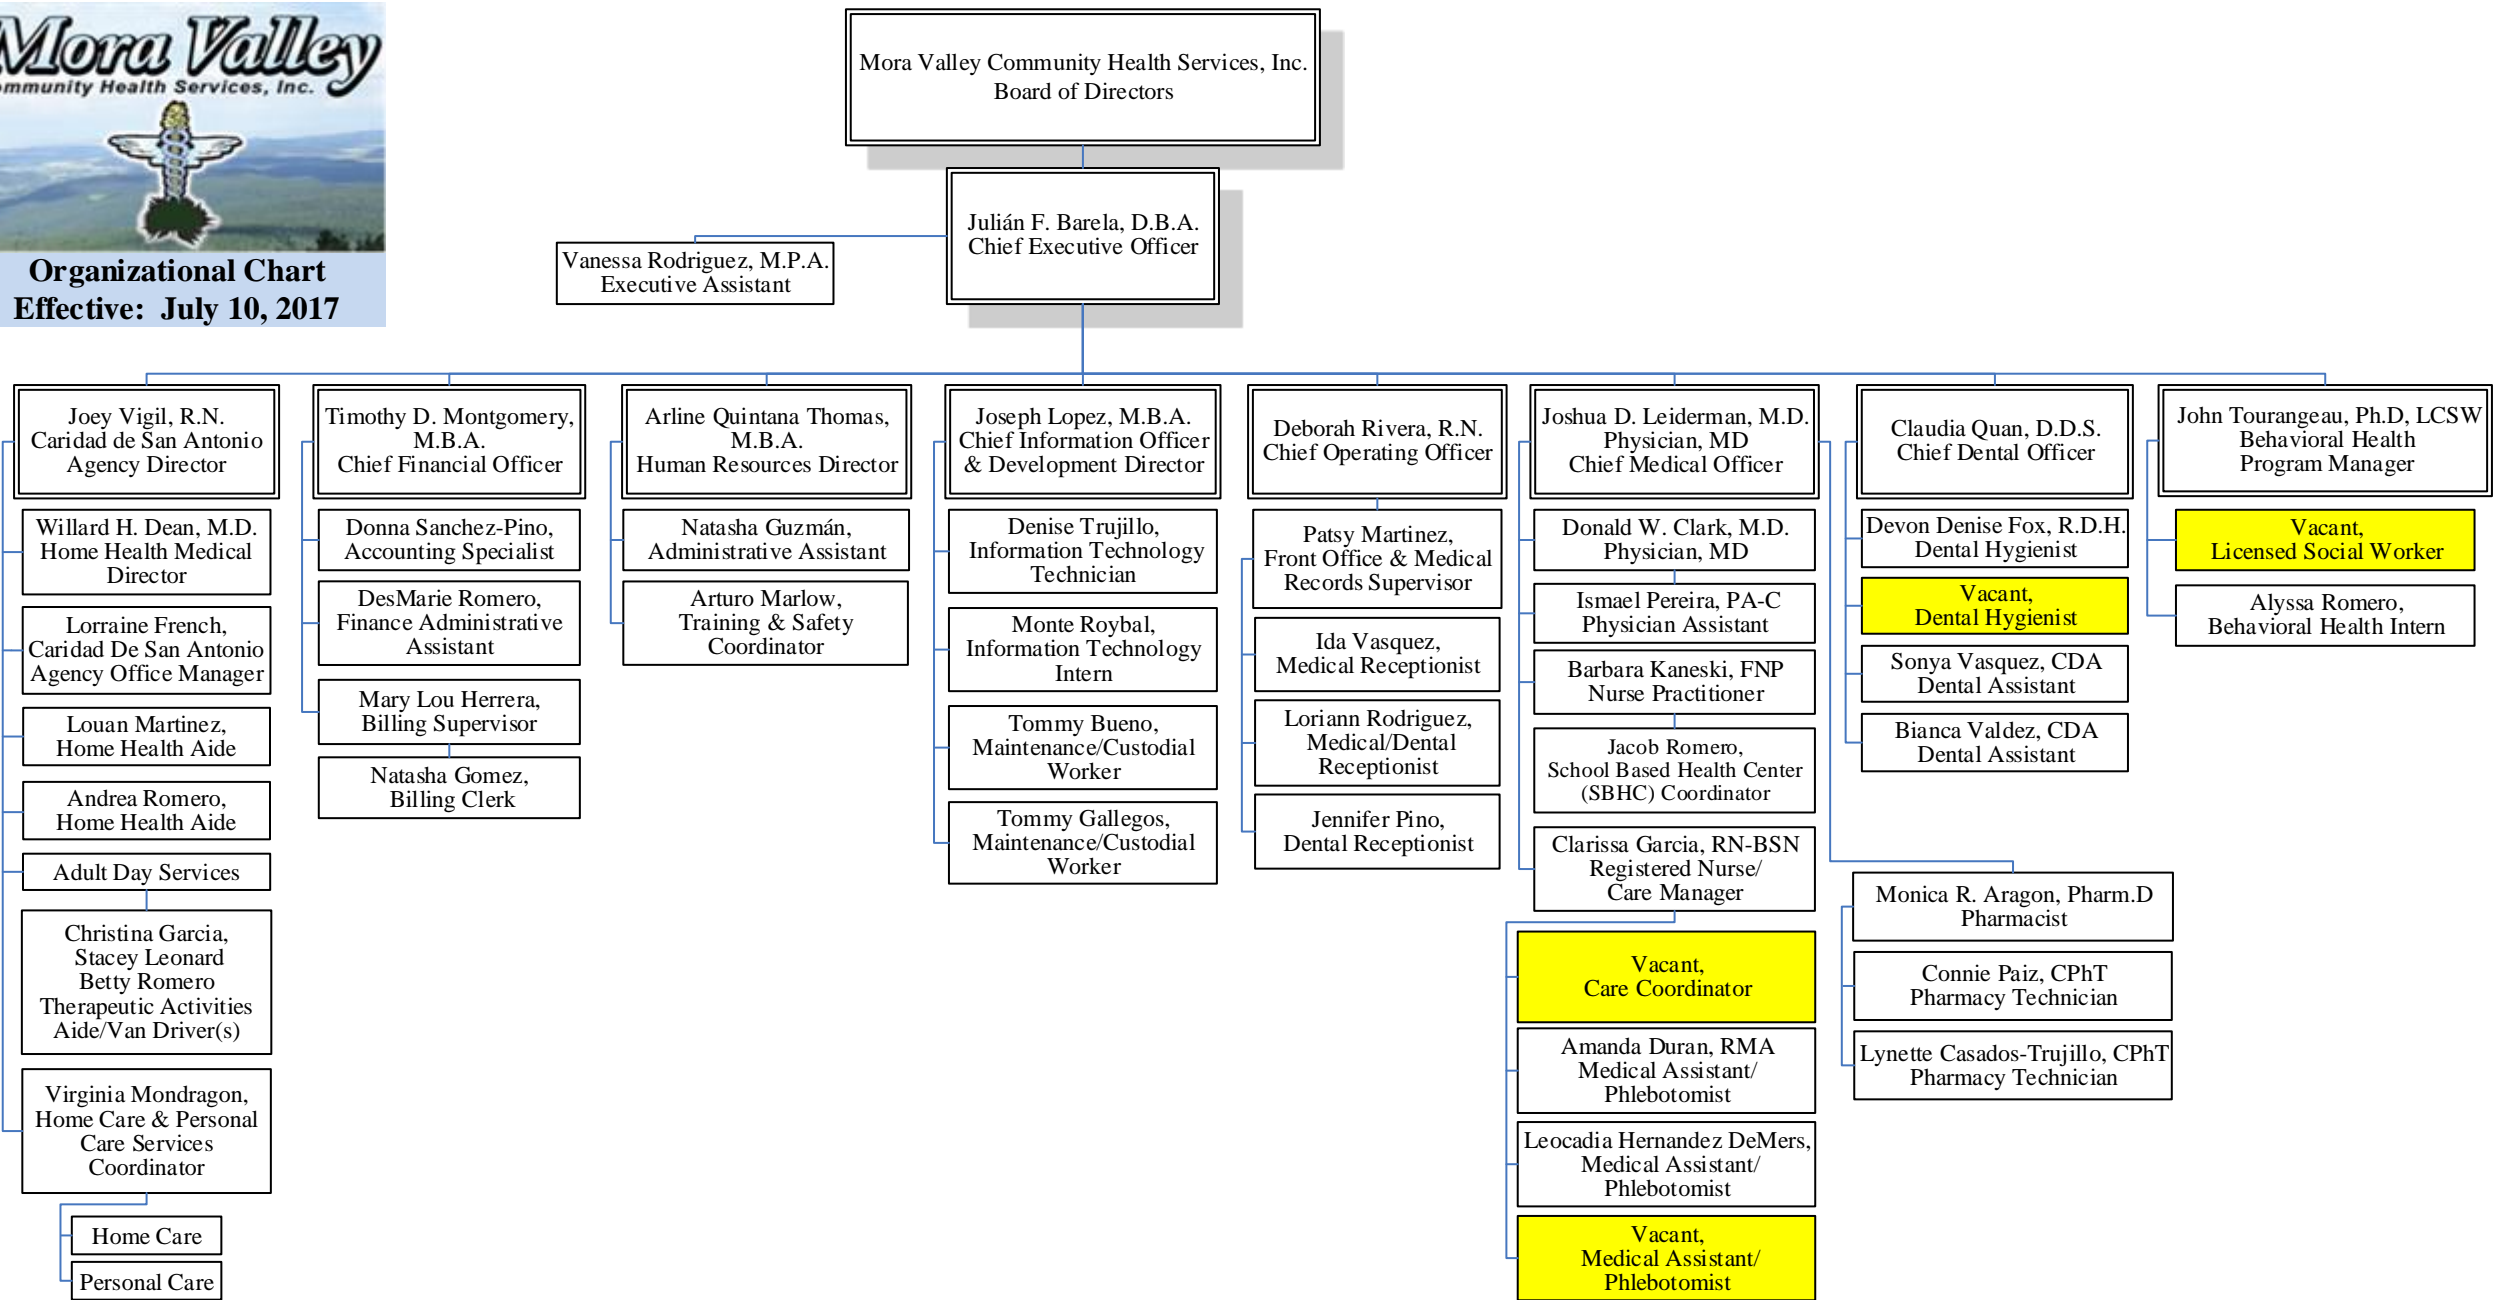 Mora Valley
ommunity Health Services, Inc.
Organizational Chart
Effective: July 10, 2017
Mora Valley Community Health Services, Inc.
Board of Directors
Julián F. Barela, D.B.A.
Chief Executive Officer
Vanessa Rodriguez, M.P.A.
Executive Assistant
Joey Vigil, R.N.
Caridad de San Antonio
Agency Director
Willard H. Dean, M.D.
Home Health Medical
Director
Lorraine French,
Caridad De San Antonio
Agency Office Manager
Louan Martinez,
Home Health Aide
Andrea Romero,
Home Health Aide
Adult Day Services
Christina Garcia,
Stacey Leonard
Betty Romero
Therapeutic Activities
Aide/Van Driver(s)
Virginia Mondragon,
Home Care & Personal
Care Services
Coordinator
Home Care
Personal Care
Timothy D. Montgomery,
M.B.A.
Chief Financial Officer
Donna Sanchez-Pino,
Accounting Specialist
DesMarie Romero,
Finance Administrative
Assistant
Mary Lou Herrera,
Billing Supervisor
Natasha Gomez,
Billing Clerk
Arline Quintana Thomas,
M.B.A.
Human Resources Director
Natasha Guzmán,
Administrative Assistant
Arturo Marlow,
Training & Safety
Coordinator
Joseph Lopez, M.B.A.
Chief Information Officer
& Development Director
Denise Trujillo,
Information Technology
Technician
Monte Roybal,
Information Technology
Intern
Tommy Bueno,
Maintenance/Custodial
Worker
Tommy Gallegos,
Maintenance/Custodial
Worker
Deborah Rivera, R.N.
Chief Operating Officer
Patsy Martinez,
Front Office & Medical
Records Supervisor
Ida Vasquez,
Medical Receptionist
Loriann Rodriguez,
Medical/Dental
Receptionist
Jennifer Pino,
Dental Receptionist
Joshua D. Leiderman, M.D.
Physician, MD
Chief Medical Officer
Donald W. Clark, M.D.
Physician, MD
Ismael Pereira, PA-C
Physician Assistant
Barbara Kaneski, FNP
Nurse Practitioner
Jacob Romero,
School Based Health Center
(SBHC) Coordinator
Clarissa Garcia, RN-BSN
Registered Nurse/
Care Manager
Vacant,
Care Coordinator
Amanda Duran, RMA
Medical Assistant/
Phlebotomist
Leocadia Hernandez DeMers,
Medical Assistant/
Phlebotomist
Vacant,
Medical Assistant/
Phlebotomist
Monica R. Aragon, Pharm.D
Pharmacist
Connie Paiz, CPhT
Pharmacy Technician
Lynette Casados-Trujillo, CPhT
Pharmacy Technician
Claudia Quan, D.D.S.
Chief Dental Officer
Devon Denise Fox, R.D.H.
Dental Hygienist
Vacant,
Dental Hygienist
Sonya Vasquez, CDA
Dental Assistant
Bianca Valdez, CDA
Dental Assistant
John Tourangeau, Ph.D, LCSW
Behavioral Health
Program Manager
Vacant,
Licensed Social Worker
Alyssa Romero,
Behavioral Health Intern